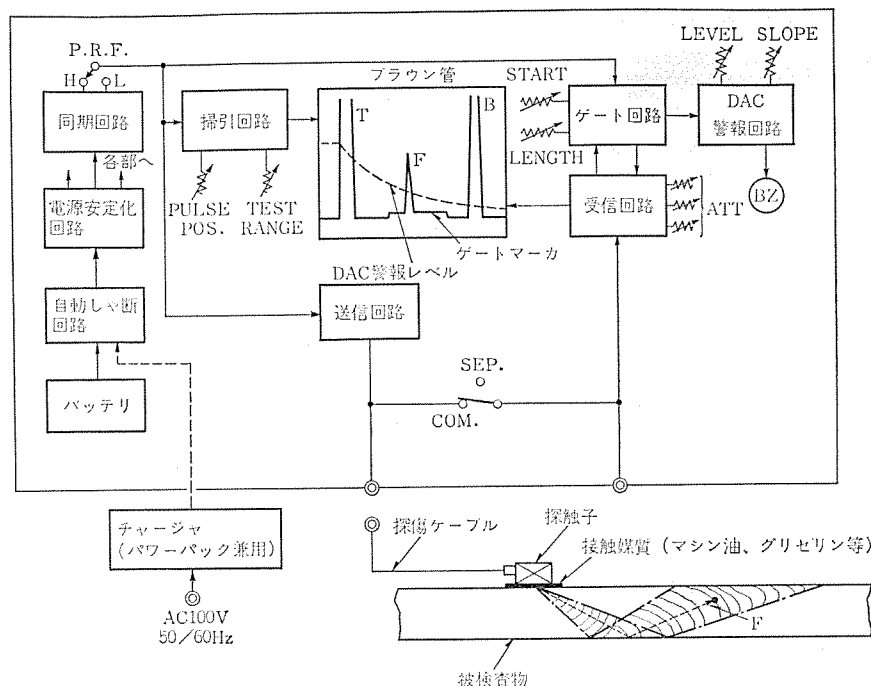 P.R.F.
H
L
同期回路
各部へ
電源安定化
回路
自動しゃ断
回路
バッテリ
チャージャ
(パワーパック兼用)
AC100V
50/60Hz
掃引回路
PULSE
POS.
TEST
RANGE
ブラウン管
T
F
B
ゲートマーカ
DAC警報レベル
送信回路
SEP.
COM.
START
LENGTH
ゲート回路
受信回路
ATT
LEVEL SLOPE
DAC
警報回路
BZ
探傷ケーブル
探触子
接触媒質(マシン油、グリセリン等)
F
被検査物